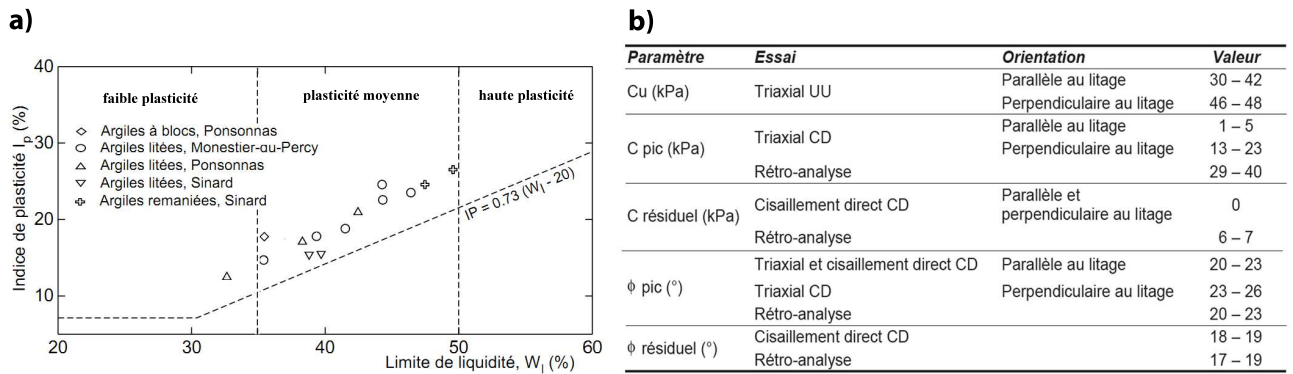 a)
40
30
20
10
Indice de plasticité Ip (%)
faible plasticité
plasticité moyenne
haute plasticité
Argiles à blocs, Ponsonnas
Argiles litées, Monestier-du-Percy
Argiles litées, Ponsonnas
Argiles litées, Sinard
Argiles remaniées, Sinard
IP = 0.73 (Wl - 20)
20 30 40 50 60
Limite de liquidité, Wl (%)
b)
Paramètre Essai Orientation Valeur
Cu (kPa) Triaxial UU Parallèle au litage 30 – 42
Perpendiculaire au litage 46 – 48
C pic (kPa) Triaxial CD Parallèle au litage 1 – 5
Perpendiculaire au litage 13 – 23
Rétro-analyse 29 – 40
C résiduel (kPa) Cisaillement direct CD Parallèle et
perpendiculaire au litage 0
Rétro-analyse 6 – 7
ϕ pic (°) Triaxial et cisaillement direct CD Parallèle au litage 20 – 23
Triaxial CD Perpendiculaire au litage 23 – 26
Rétro-analyse 20 – 23
ϕ résiduel (°) Cisaillement direct CD 18 – 19
Rétro-analyse 17 – 19